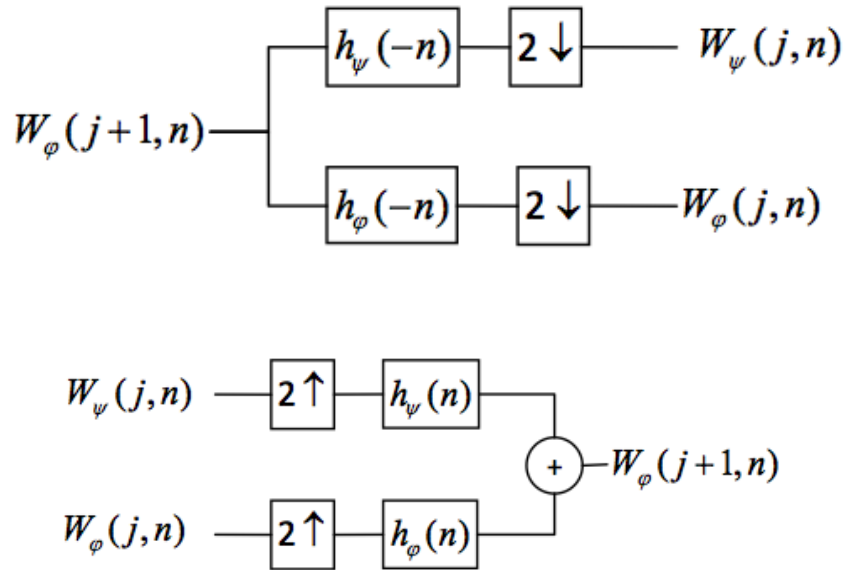 h_ψ(-n) 2↓ W_ψ(j,n)
W_φ(j+1,n)
h_φ(-n) 2↓ W_φ(j,n)
W_ψ(j,n) 2↑ h_ψ(n)
+ W_φ(j+1,n)
W_φ(j,n) 2↑ h_φ(n)